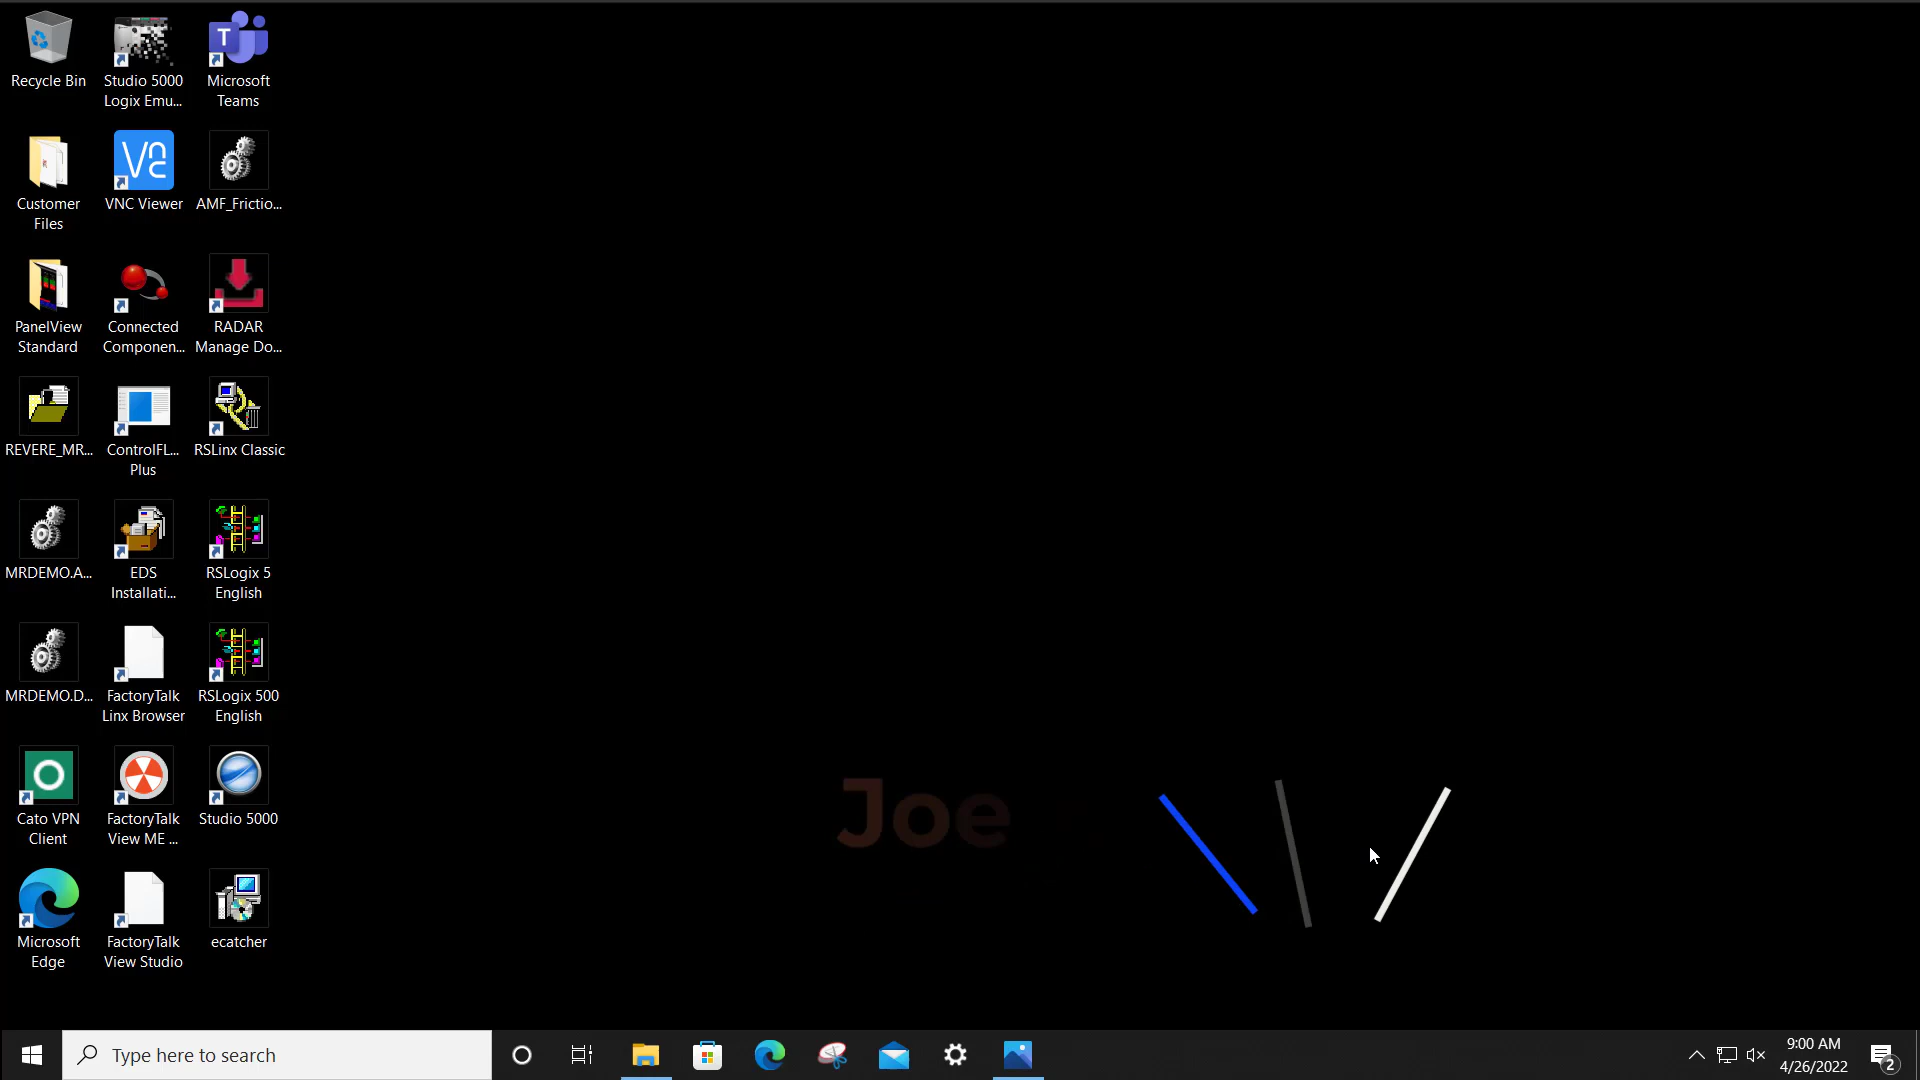 Recycle Bin
Studio 5000
Logix Emu...
Microsoft
Teams
Customer
Files
VNC Viewer
AMF_Frictio...
PanelView
Standard
Connected
Componen...
RADAR
Manage Do...
REVERE_MR...
ControlFL...
Plus
RSLinx Classic
MRDEMO.A...
EDS
Installati...
RSLogix 5
English
MRDEMO.D...
FactoryTalk
Linx Browser
RSLogix 500
English
Cato VPN
Client
FactoryTalk
View ME ...
Studio 5000
Joe
Microsoft
Edge
FactoryTalk
View Studio
ecatcher
Type here to search
9:00 AM
4/26/2022
2